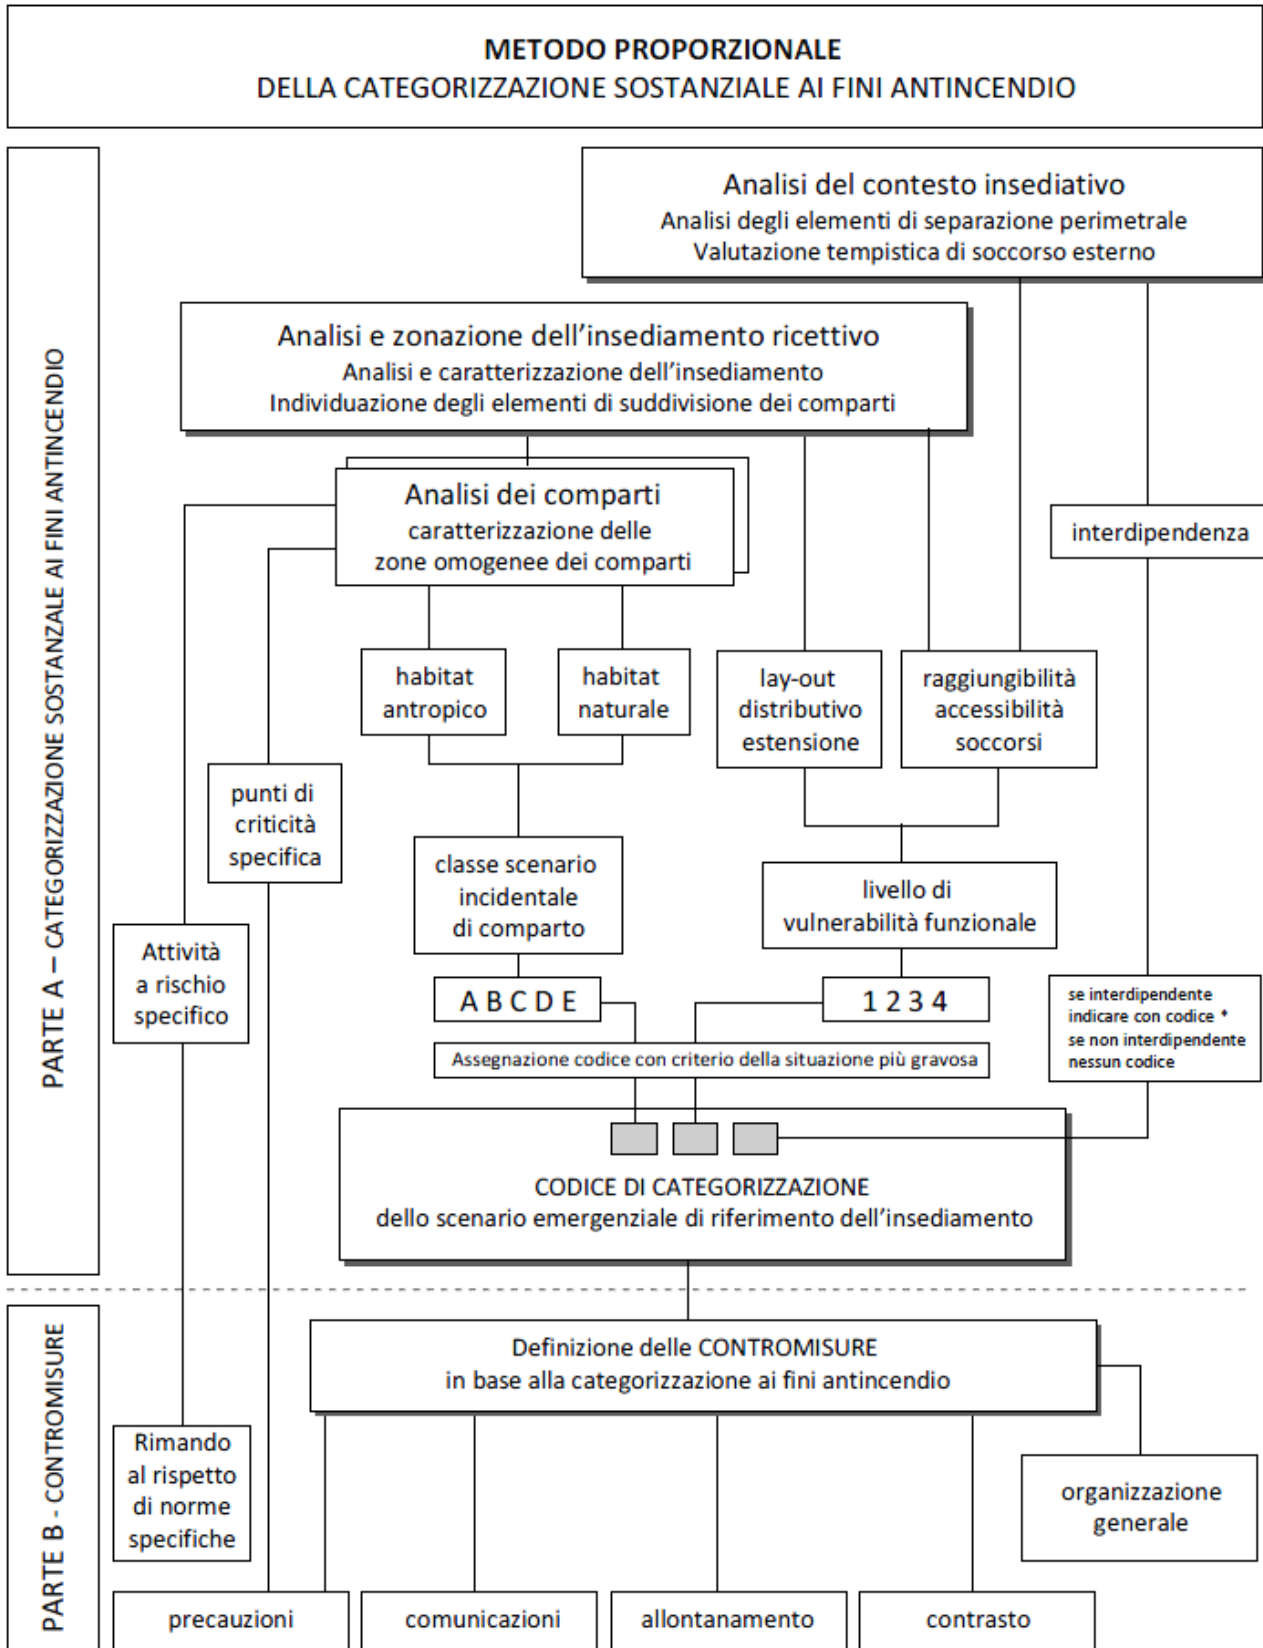 METODO PROPORZIONALE
DELLA CATEGORIZZAZIONE SOSTANZIALE AI FINI ANTINCENDIO
PARTE A – CATEGORIZZAZIONE SOSTANZALE AI FINI ANTINCENDIO
Analisi del contesto insediativo
Analisi degli elementi di separazione perimetrale
Valutazione tempistica di soccorso esterno
Analisi e zonazione dell'insediamento ricettivo
Analisi e caratterizzazione dell'insediamento
Individuazione degli elementi di suddivisione dei comparti
Analisi dei comparti
caratterizzazione delle
zone omogenee dei comparti
interdipendenza
habitat
antropico
habitat
naturale
lay-out
distributivo
estensione
raggiungibilità
accessibilità
soccorsi
punti di
criticità
specifica
classe scenario
incidentale
di comparto
livello di
vulnerabilità funzionale
Attività
a rischio
specifico
A B C D E
1 2 3 4
se interdipendente
indicare con codice *
se non interdipendente
nessun codice
Assegnazione codice con criterio della situazione più gravosa
CODICE DI CATEGORIZZAZIONE
dello scenario emergenziale di riferimento dell'insediamento
PARTE B - CONTROMISURE
Definizione delle CONTROMISURE
in base alla categorizzazione ai fini antincendio
Rimando
al rispetto
di norme
specifiche
organizzazione
generale
precauzioni
comunicazioni
allontanamento
contrasto